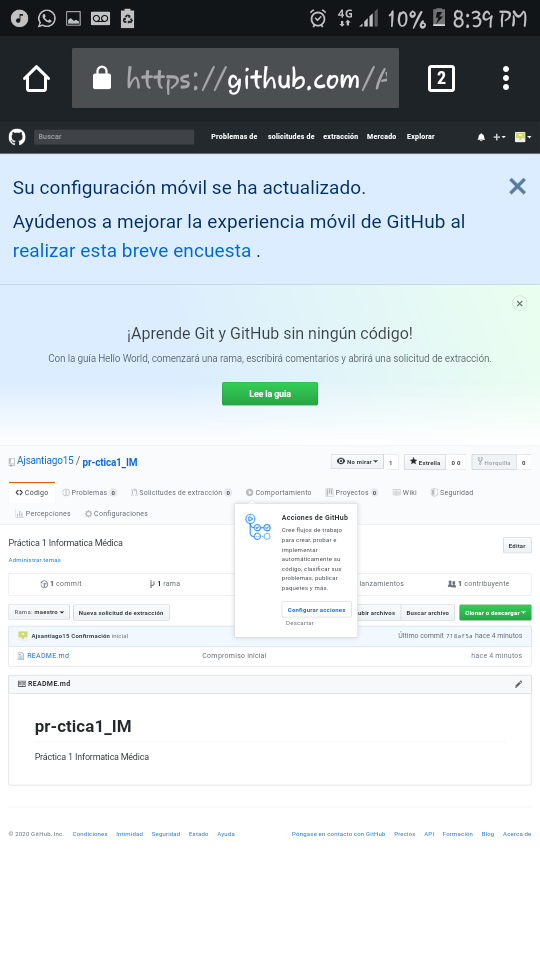 4G 10% 8:39 PM
https://github.com/A
2
Buscar Problemas de solicitudes de extracción Mercado Explorar
Su configuración móvil se ha actualizado.
Ayúdenos a mejorar la experiencia móvil de GitHub al
realizar esta breve encuesta .
¡Aprende Git y GitHub sin ningún código!
Con la guía Hello World, comenzará una rama, escribirá comentarios y abrirá una solicitud de extracción.
Lee la guia
Ajsantiago15 / pr-ctica1_IM No mirar 1 Estrella 0 0 Horquilla 0
Código Problemas 0 Solicitudes de extracción 0 Comportamiento Proyectos 0 Wiki Seguridad
Percepciones Configuraciones
Acciones de GitHub
Cree flujos de trabajo
para crear, probar e
implementar
automáticamente su
código, clasificar sus
problemas, publicar
paquetes y más.
Configurar acciones
Descartar
Práctica 1 Informatica Médica Editar
Administrar temas
1 commit 1 rama lanzamientos 1 contribuyente
Rama: maestro Nueva solicitud de extracción ubir archivos Buscar archivo Clonar o descargar
Ajsantiago15 Confirmación inicial Último commit 718af5a hace 4 minutos
README.md Compromiso inicial hace 4 minutos
README.md
pr-ctica1_IM
Práctica 1 Informatica Médica
© 2020 GitHub, Inc. Condiciones Intimidad Seguridad Estado Ayuda Póngase en contacto con GitHub Precios API Formación Blog Acerca de